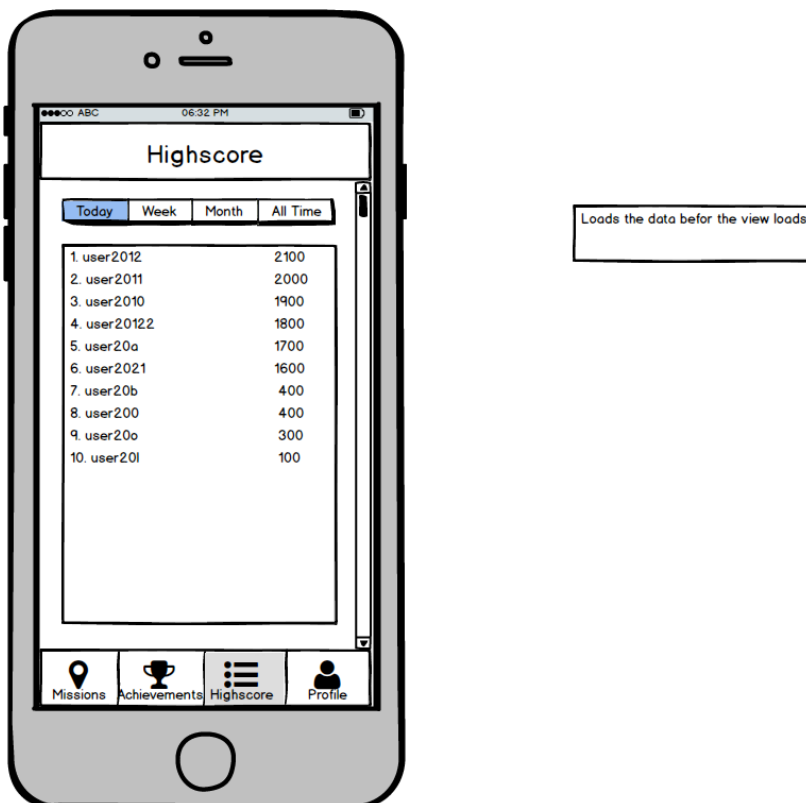 ABC 06:32 PM
Highscore
Today Week Month All Time
1. user2012 2100
2. user2011 2000
3. user2010 1900
4. user20122 1800
5. user20a 1700
6. user2021 1600
7. user20b 400
8. user200 400
9. user20o 300
10. user20l 100
Missions Achievements Highscore Profile
Loads the data befor the view loads